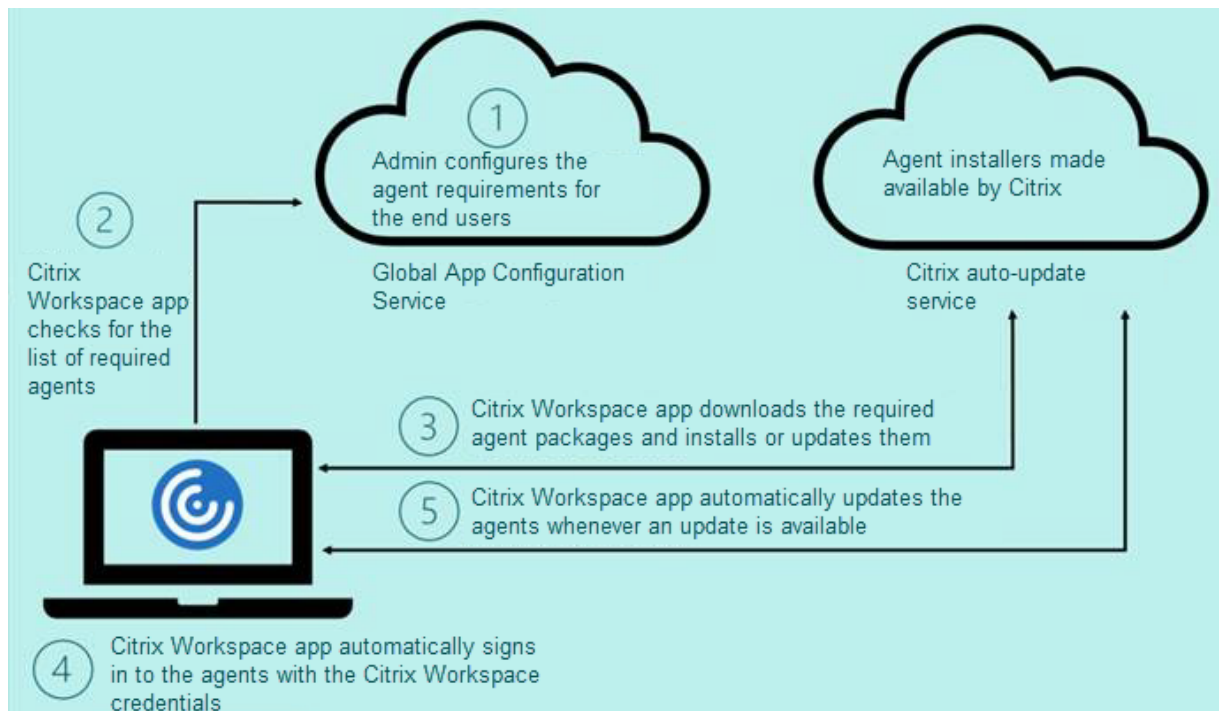 1
Admin configures the
agent requirements for
the end users
Global App Configuration
Service
Agent installers made
available by Citrix
Citrix auto-update
service
2
Citrix
Workspace app
checks for the
list of required
agents
3
Citrix Workspace app downloads the required
agent packages and installs or updates them
5
Citrix Workspace app automatically updates the
agents whenever an update is available
4
Citrix Workspace app automatically signs
in to the agents with the Citrix Workspace
credentials